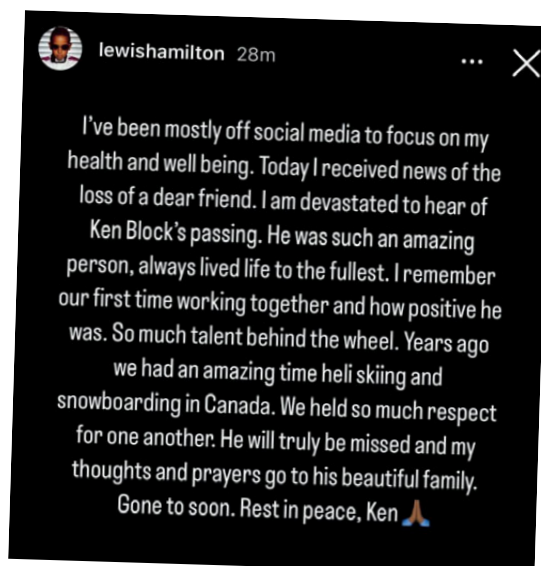 lewishamilton 28m
I've been mostly off social media to focus on my
health and well being. Today I received news of the
loss of a dear friend. I am devastated to hear of
Ken Block's passing. He was such an amazing
person, always lived life to the fullest. I remember
our first time working together and how positive he
was. So much talent behind the wheel. Years ago
we had an amazing time heli skiing and
snowboarding in Canada. We held so much respect
for one another. He will truly be missed and my
thoughts and prayers go to his beautiful family.
Gone to soon. Rest in peace, Ken 🙏🏾